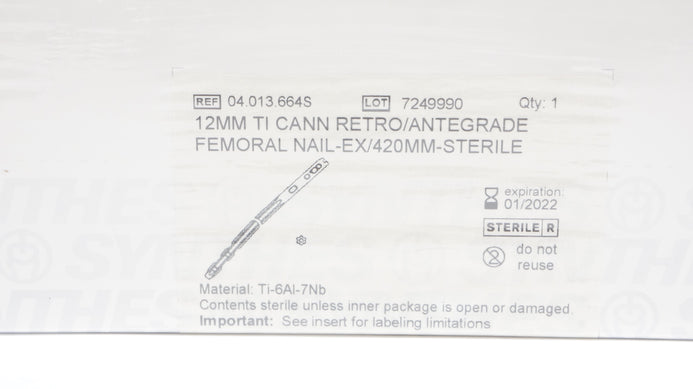 REF 04.013.664S LOT 7249990 Qty: 1
12MM TI CANN RETRO/ANTEGRADE
FEMORAL NAIL-EX/420MM-STERILE
expiration:
01/2022
STERILE R
do not
reuse
Material: Ti-6Al-7Nb
Contents sterile unless inner package is open or damaged.
Important: See insert for labeling limitations